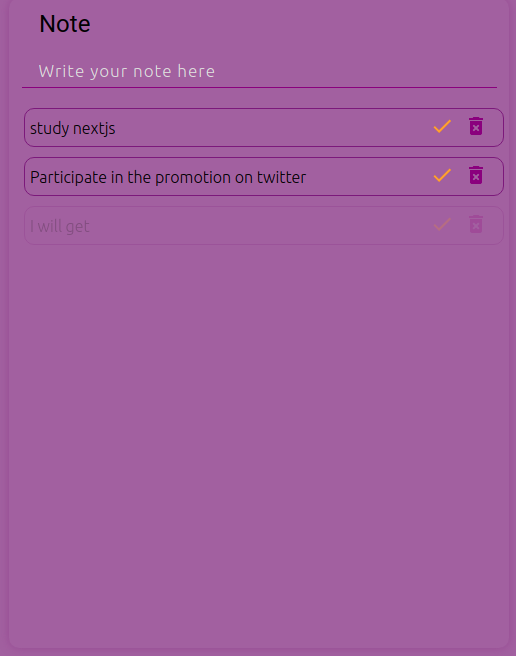 Note
Write your note here
study nextjs
Participate in the promotion on twitter
I will get